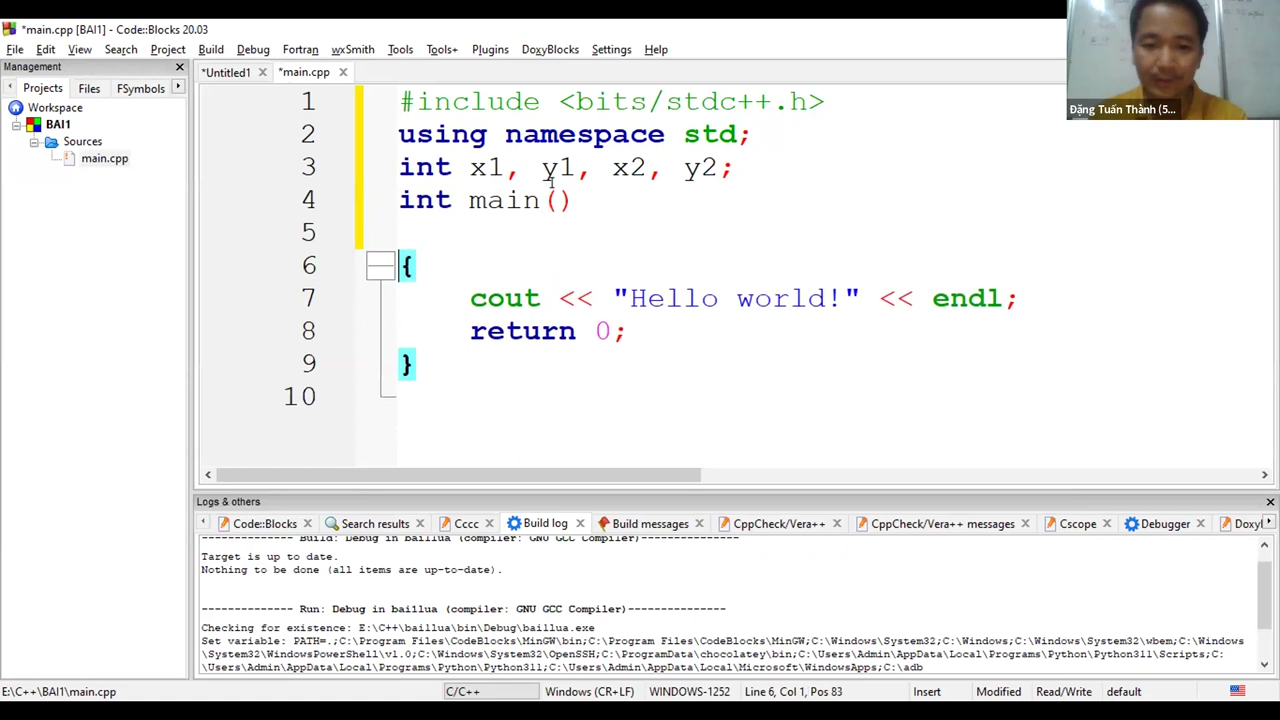 *main.cpp [BAI1] - Code::Blocks 20.03
File Edit View Search Project Build Debug Fortran wxSmith Tools Tools+ Plugins DoxyBlocks Settings Help
Management
*Untitled1 *main.cpp
Projects Files FSymbols
Workspace
BAI1
Sources
main.cpp
Đặng Tuấn Thành (5...
1 #include <bits/stdc++.h>
2 using namespace std;
3 int x1, y1, x2, y2;
4 int main()
5
6 {
7 cout << "Hello world!" << endl;
8 return 0;
9 }
10
Logs & others
Code::Blocks Search results Cccc Build log Build messages CppCheck/Vera++ CppCheck/Vera++ messages Cscope Debugger Doxy
-------------- Build: Debug in bai1lua (compiler: GNU GCC Compiler)---------------
Target is up to date.
Nothing to be done (all items are up-to-date).
-------------- Run: Debug in bai1lua (compiler: GNU GCC Compiler)---------------
Checking for existence: E:\C++\bai1lua\bin\Debug\bai1lua.exe
Set variable: PATH=.;C:\Program Files\CodeBlocks\MinGW\bin;C:\Program Files\CodeBlocks\MinGW;C:\Windows\System32;C:\Windows;C:\Windows\System32\wbem;C:\Windows
\System32\WindowsPowerShell\v1.0;C:\Windows\System32\OpenSSH;C:\ProgramData\chocolatey\bin;C:\Users\Admin\AppData\Local\Programs\Python\Python311\Scripts;C:
\Users\Admin\AppData\Local\Programs\Python\Python311;C:\Users\Admin\AppData\Local\Microsoft\WindowsApps;C:\adb
E:\C++\BAI1\main.cpp C/C++ Windows (CR+LF) WINDOWS-1252 Line 6, Col 1, Pos 83 Insert Modified Read/Write default